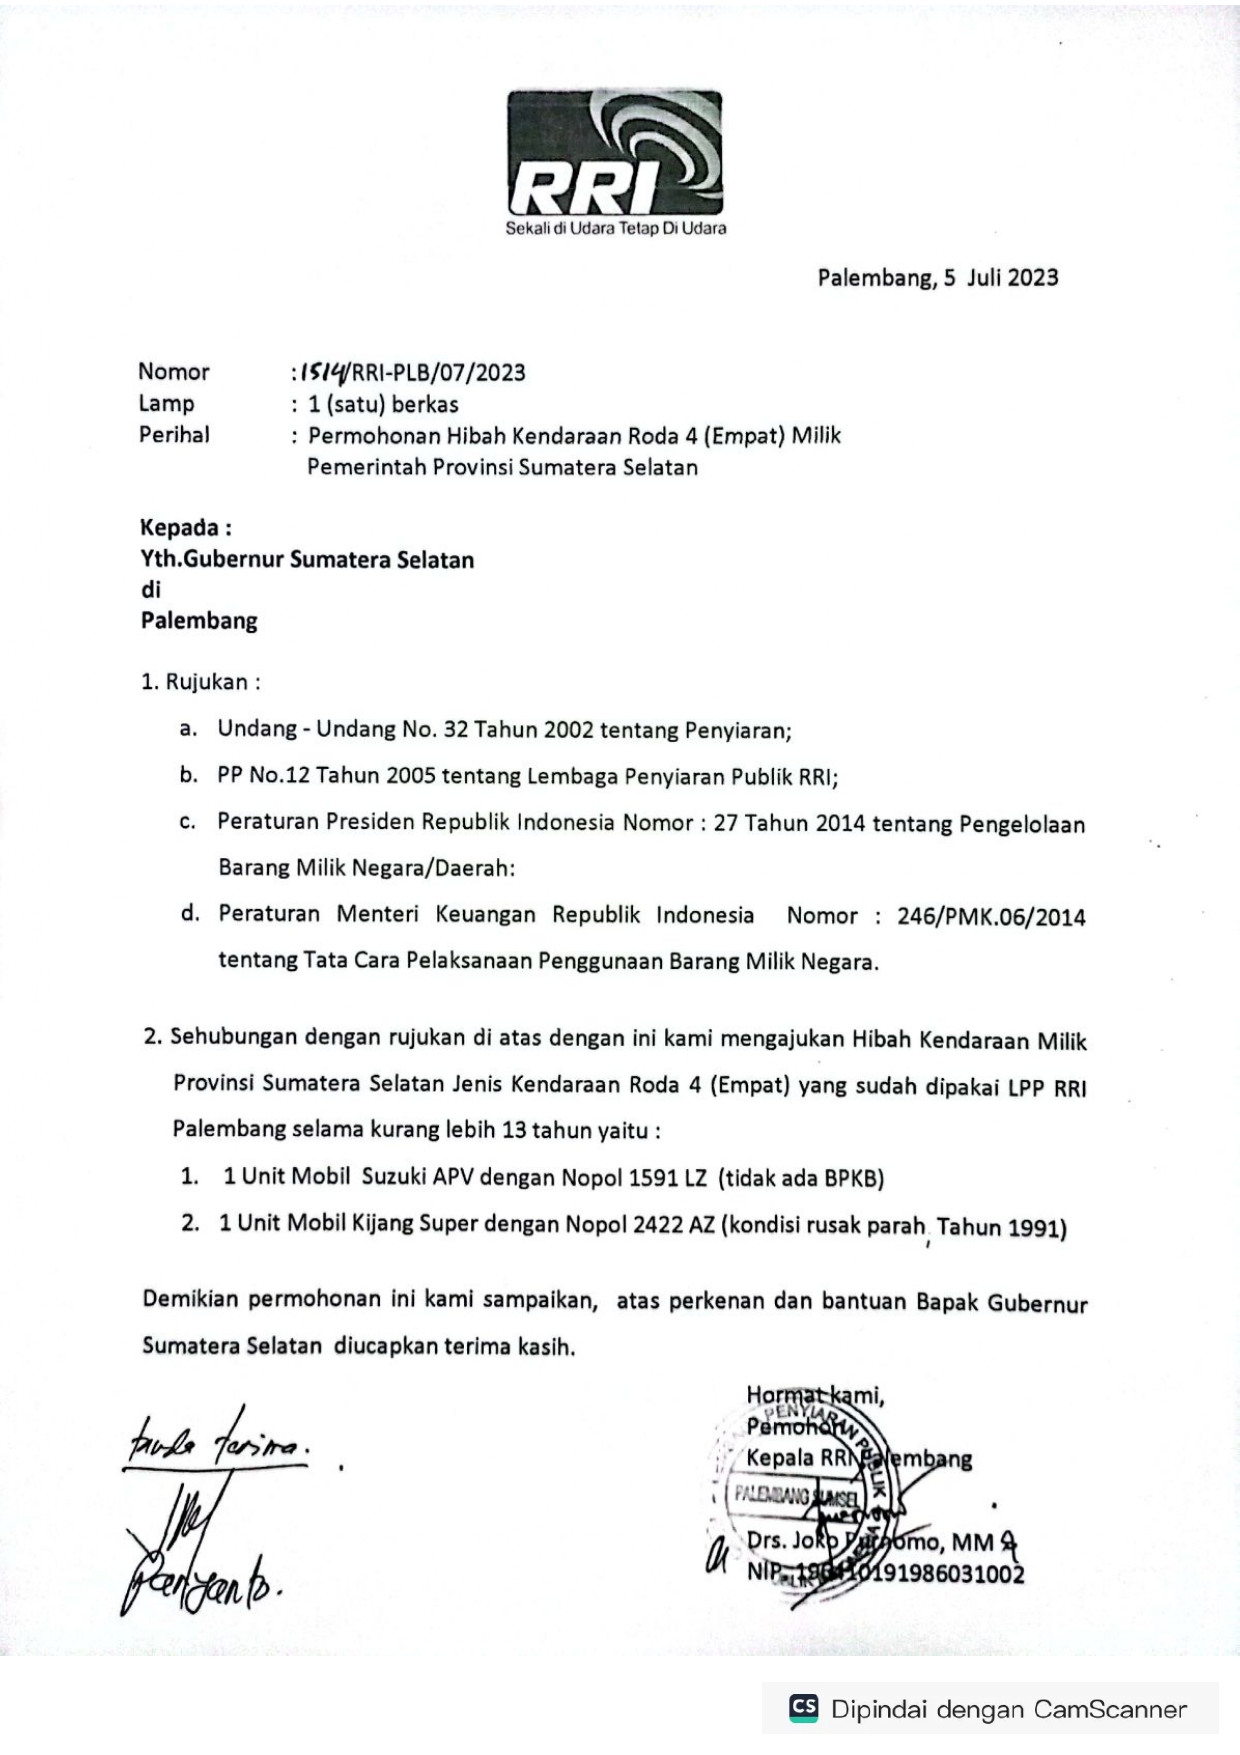 RRI
Sekali di Udara Tetap Di Udara
Palembang, 5 Juli 2023
Nomor : 1514/RRI-PLB/07/2023
Lamp : 1 (satu) berkas
Perihal : Permohonan Hibah Kendaraan Roda 4 (Empat) Milik
Pemerintah Provinsi Sumatera Selatan
Kepada :
Yth.Gubernur Sumatera Selatan
di
Palembang
1. Rujukan :
a. Undang - Undang No. 32 Tahun 2002 tentang Penyiaran;
b. PP No.12 Tahun 2005 tentang Lembaga Penyiaran Publik RRI;
c. Peraturan Presiden Republik Indonesia Nomor : 27 Tahun 2014 tentang Pengelolaan
Barang Milik Negara/Daerah:
d. Peraturan Menteri Keuangan Republik Indonesia Nomor : 246/PMK.06/2014
tentang Tata Cara Pelaksanaan Penggunaan Barang Milik Negara.
2. Sehubungan dengan rujukan di atas dengan ini kami mengajukan Hibah Kendaraan Milik
Provinsi Sumatera Selatan Jenis Kendaraan Roda 4 (Empat) yang sudah dipakai LPP RRI
Palembang selama kurang lebih 13 tahun yaitu :
1. 1 Unit Mobil Suzuki APV dengan Nopol 1591 LZ (tidak ada BPKB)
2. 1 Unit Mobil Kijang Super dengan Nopol 2422 AZ (kondisi rusak parah, Tahun 1991)
Demikian permohonan ini kami sampaikan, atas perkenan dan bantuan Bapak Gubernur
Sumatera Selatan diucapkan terima kasih.
Hormat kami,
Pemohon
Kepala RRI Palembang
tanda terima.
PENYIARAN PUBLIK
PALEMBANG SUMSEL
Drs. Joko Purnomo, MM
NIP.
CS Dipindai dengan CamScanner